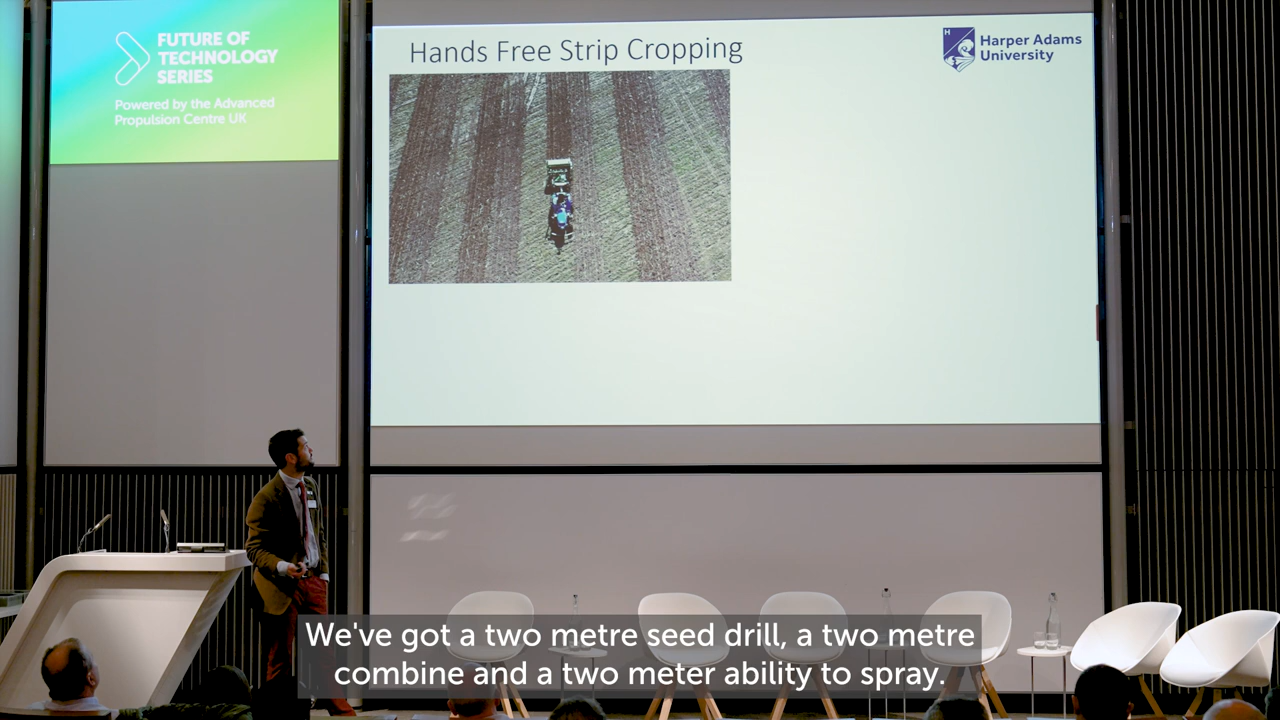 FUTURE OF
TECHNOLOGY
SERIES
Powered by the Advanced
Propulsion Centre UK
Hands Free Strip Cropping
H
Harper Adams
University
We've got a two metre seed drill, a two metre
combine and a two meter ability to spray.